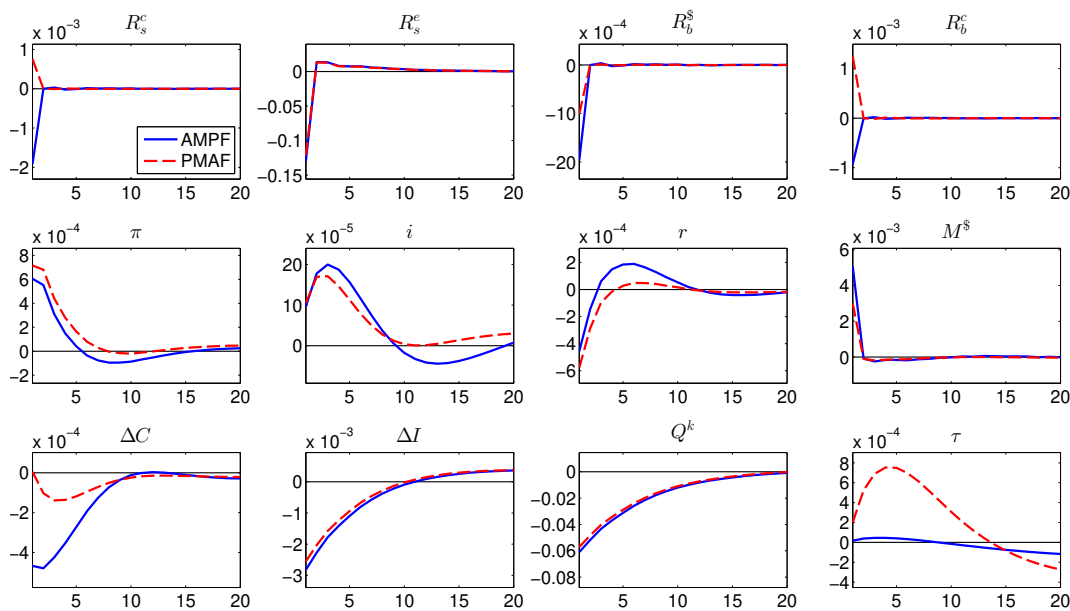 x 10⁻³ R_s^c
1
0
−1
−2
AMPF
PMAF
5 10 15 20
R_s^e
0
−0.05
−0.1
−0.15
5 10 15 20
x 10⁻⁴ R_b^$
0
−10
−20
5 10 15 20
x 10⁻³ R_b^c
1
0
−1
5 10 15 20
x 10⁻⁴ π
8
6
4
2
0
−2
5 10 15 20
x 10⁻⁵ i
20
10
0
5 10 15 20
x 10⁻⁴ r
2
0
−2
−4
−6
5 10 15 20
x 10⁻³ M^$
6
4
2
0
5 10 15 20
x 10⁻⁴ ΔC
0
−2
−4
5 10 15 20
x 10⁻³ ΔI
1
0
−1
−2
−3
5 10 15 20
Q^k
0
−0.02
−0.04
−0.06
−0.08
5 10 15 20
x 10⁻⁴ τ
8
6
4
2
0
−2
−4
5 10 15 20